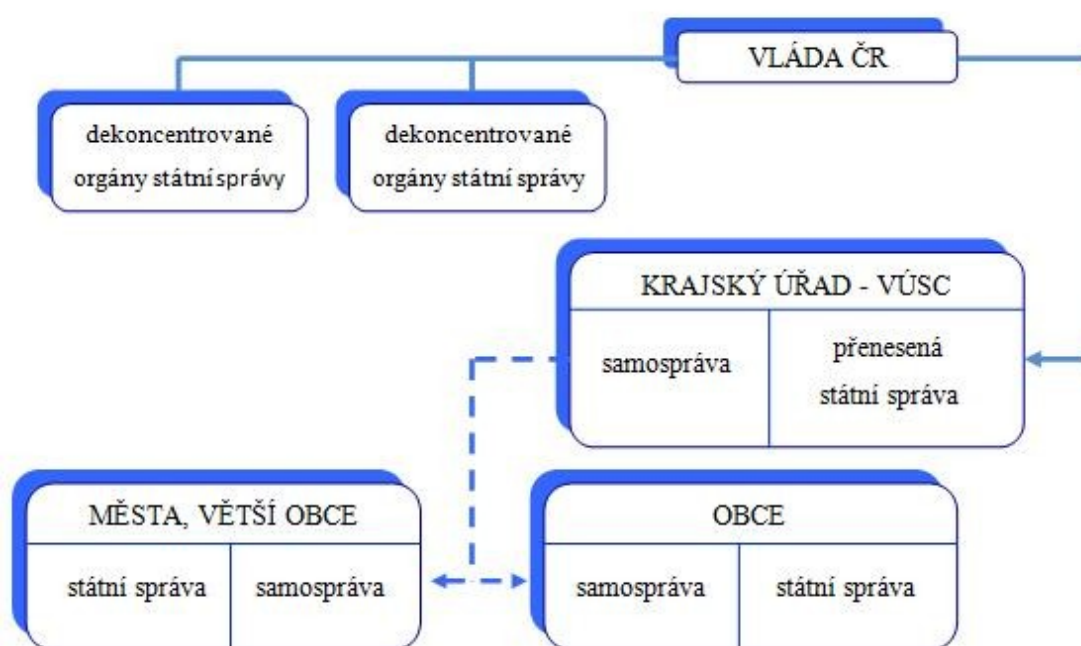 VLÁDA ČR
dekoncentrované
orgány státní správy
dekoncentrované
orgány státní správy
KRAJSKÝ ÚŘAD - VÚSC
samospráva
přenesená
státní správa
MĚSTA, VĚTŠÍ OBCE
státní správa
samospráva
OBCE
samospráva
státní správa